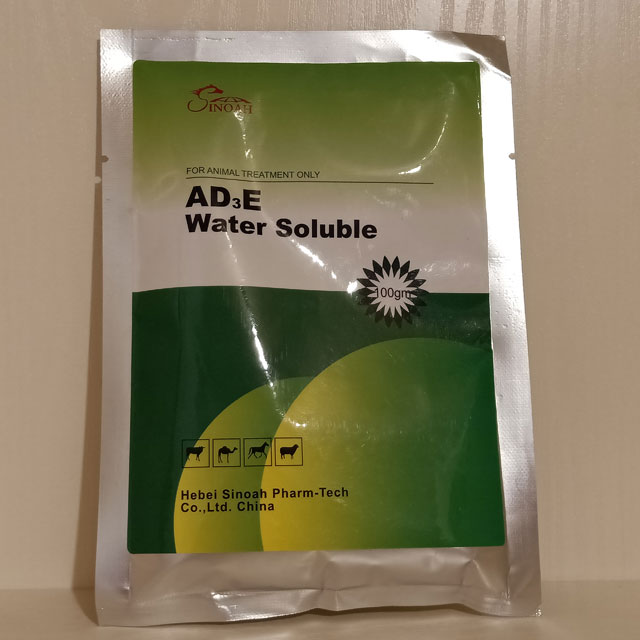 SINOAH
FOR ANIMAL TREATMENT ONLY
AD₃E
Water Soluble
100gm
Hebei Sinoah Pharm-Tech
Co.,Ltd. China